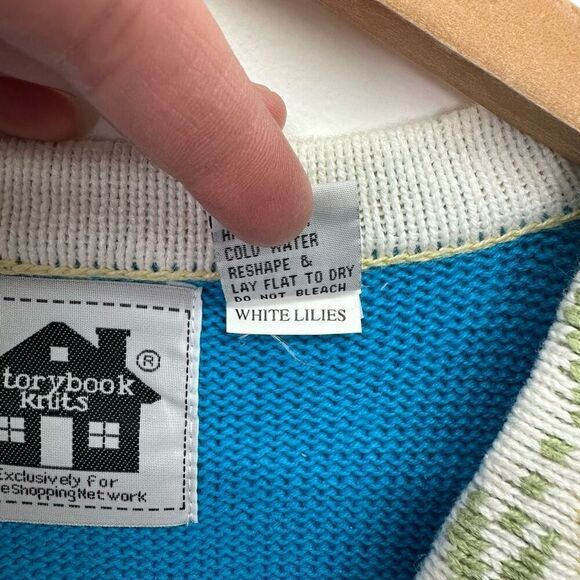 COLD WATER
RESHAPE &
LAY FLAT TO DRY
DO NOT BLEACH
WHITE LILIES
®
torybook
knits
Exclusively For
eShoppingNetwork